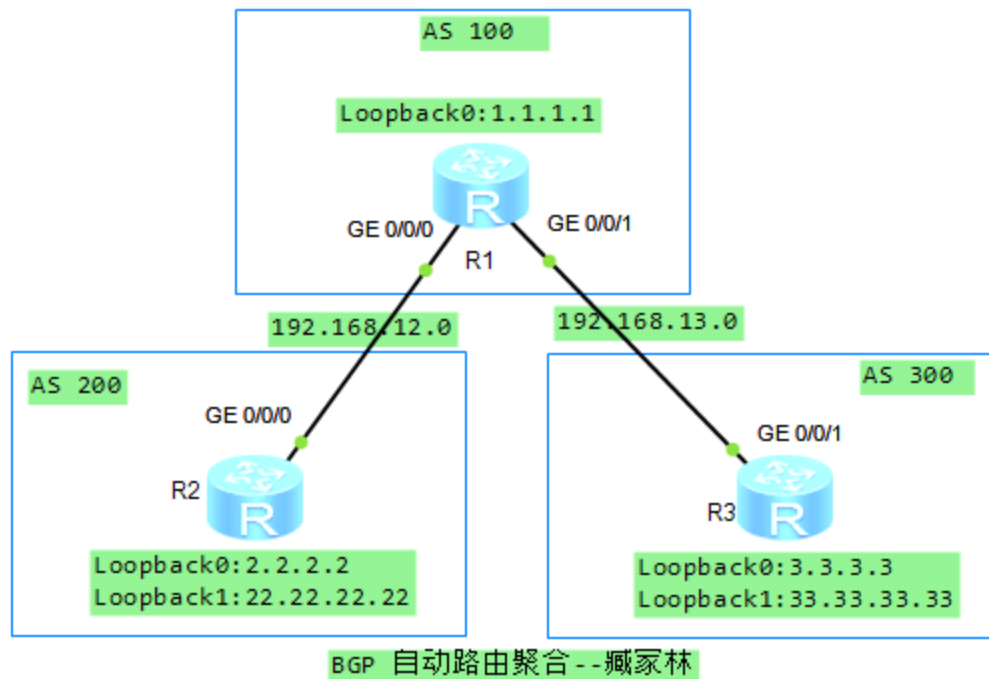 AS 100
Loopback0:1.1.1.1
GE 0/0/0
GE 0/0/1
R1
192.168.12.0
192.168.13.0
AS 200
AS 300
GE 0/0/0
GE 0/0/1
R2
R3
Loopback0:2.2.2.2
Loopback1:22.22.22.22
Loopback0:3.3.3.3
Loopback1:33.33.33.33
BGP 自动路由聚合--臧家林